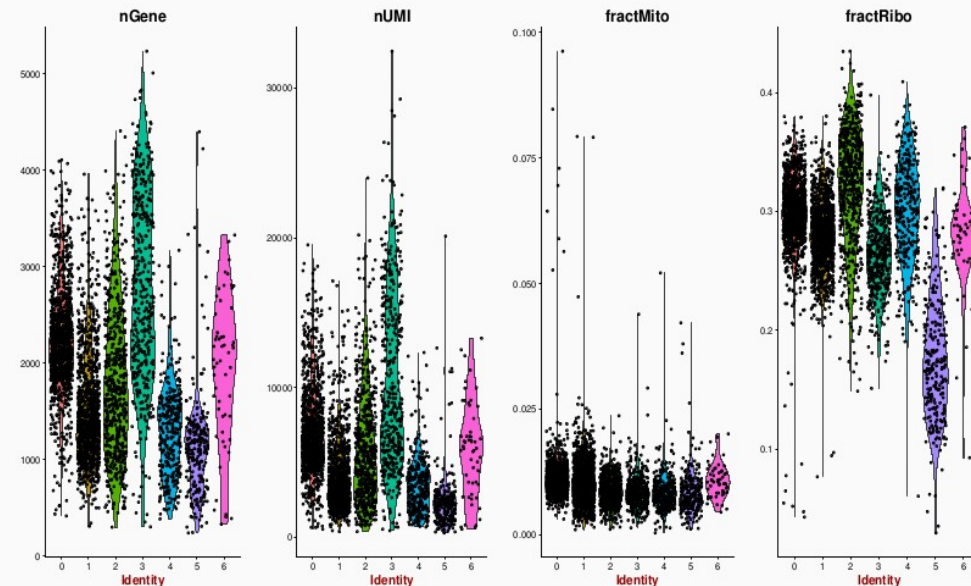 nGene nUMI fractMito fractRibo
5000
4000
3000
2000
1000
0
0 1 2 3 4 5 6
Identity
30000
20000
10000
0
0 1 2 3 4 5 6
Identity
0.100
0.075
0.050
0.025
0.000
0 1 2 3 4 5 6
Identity
0.4
0.3
0.2
0.1
0 1 2 3 4 5 6
Identity